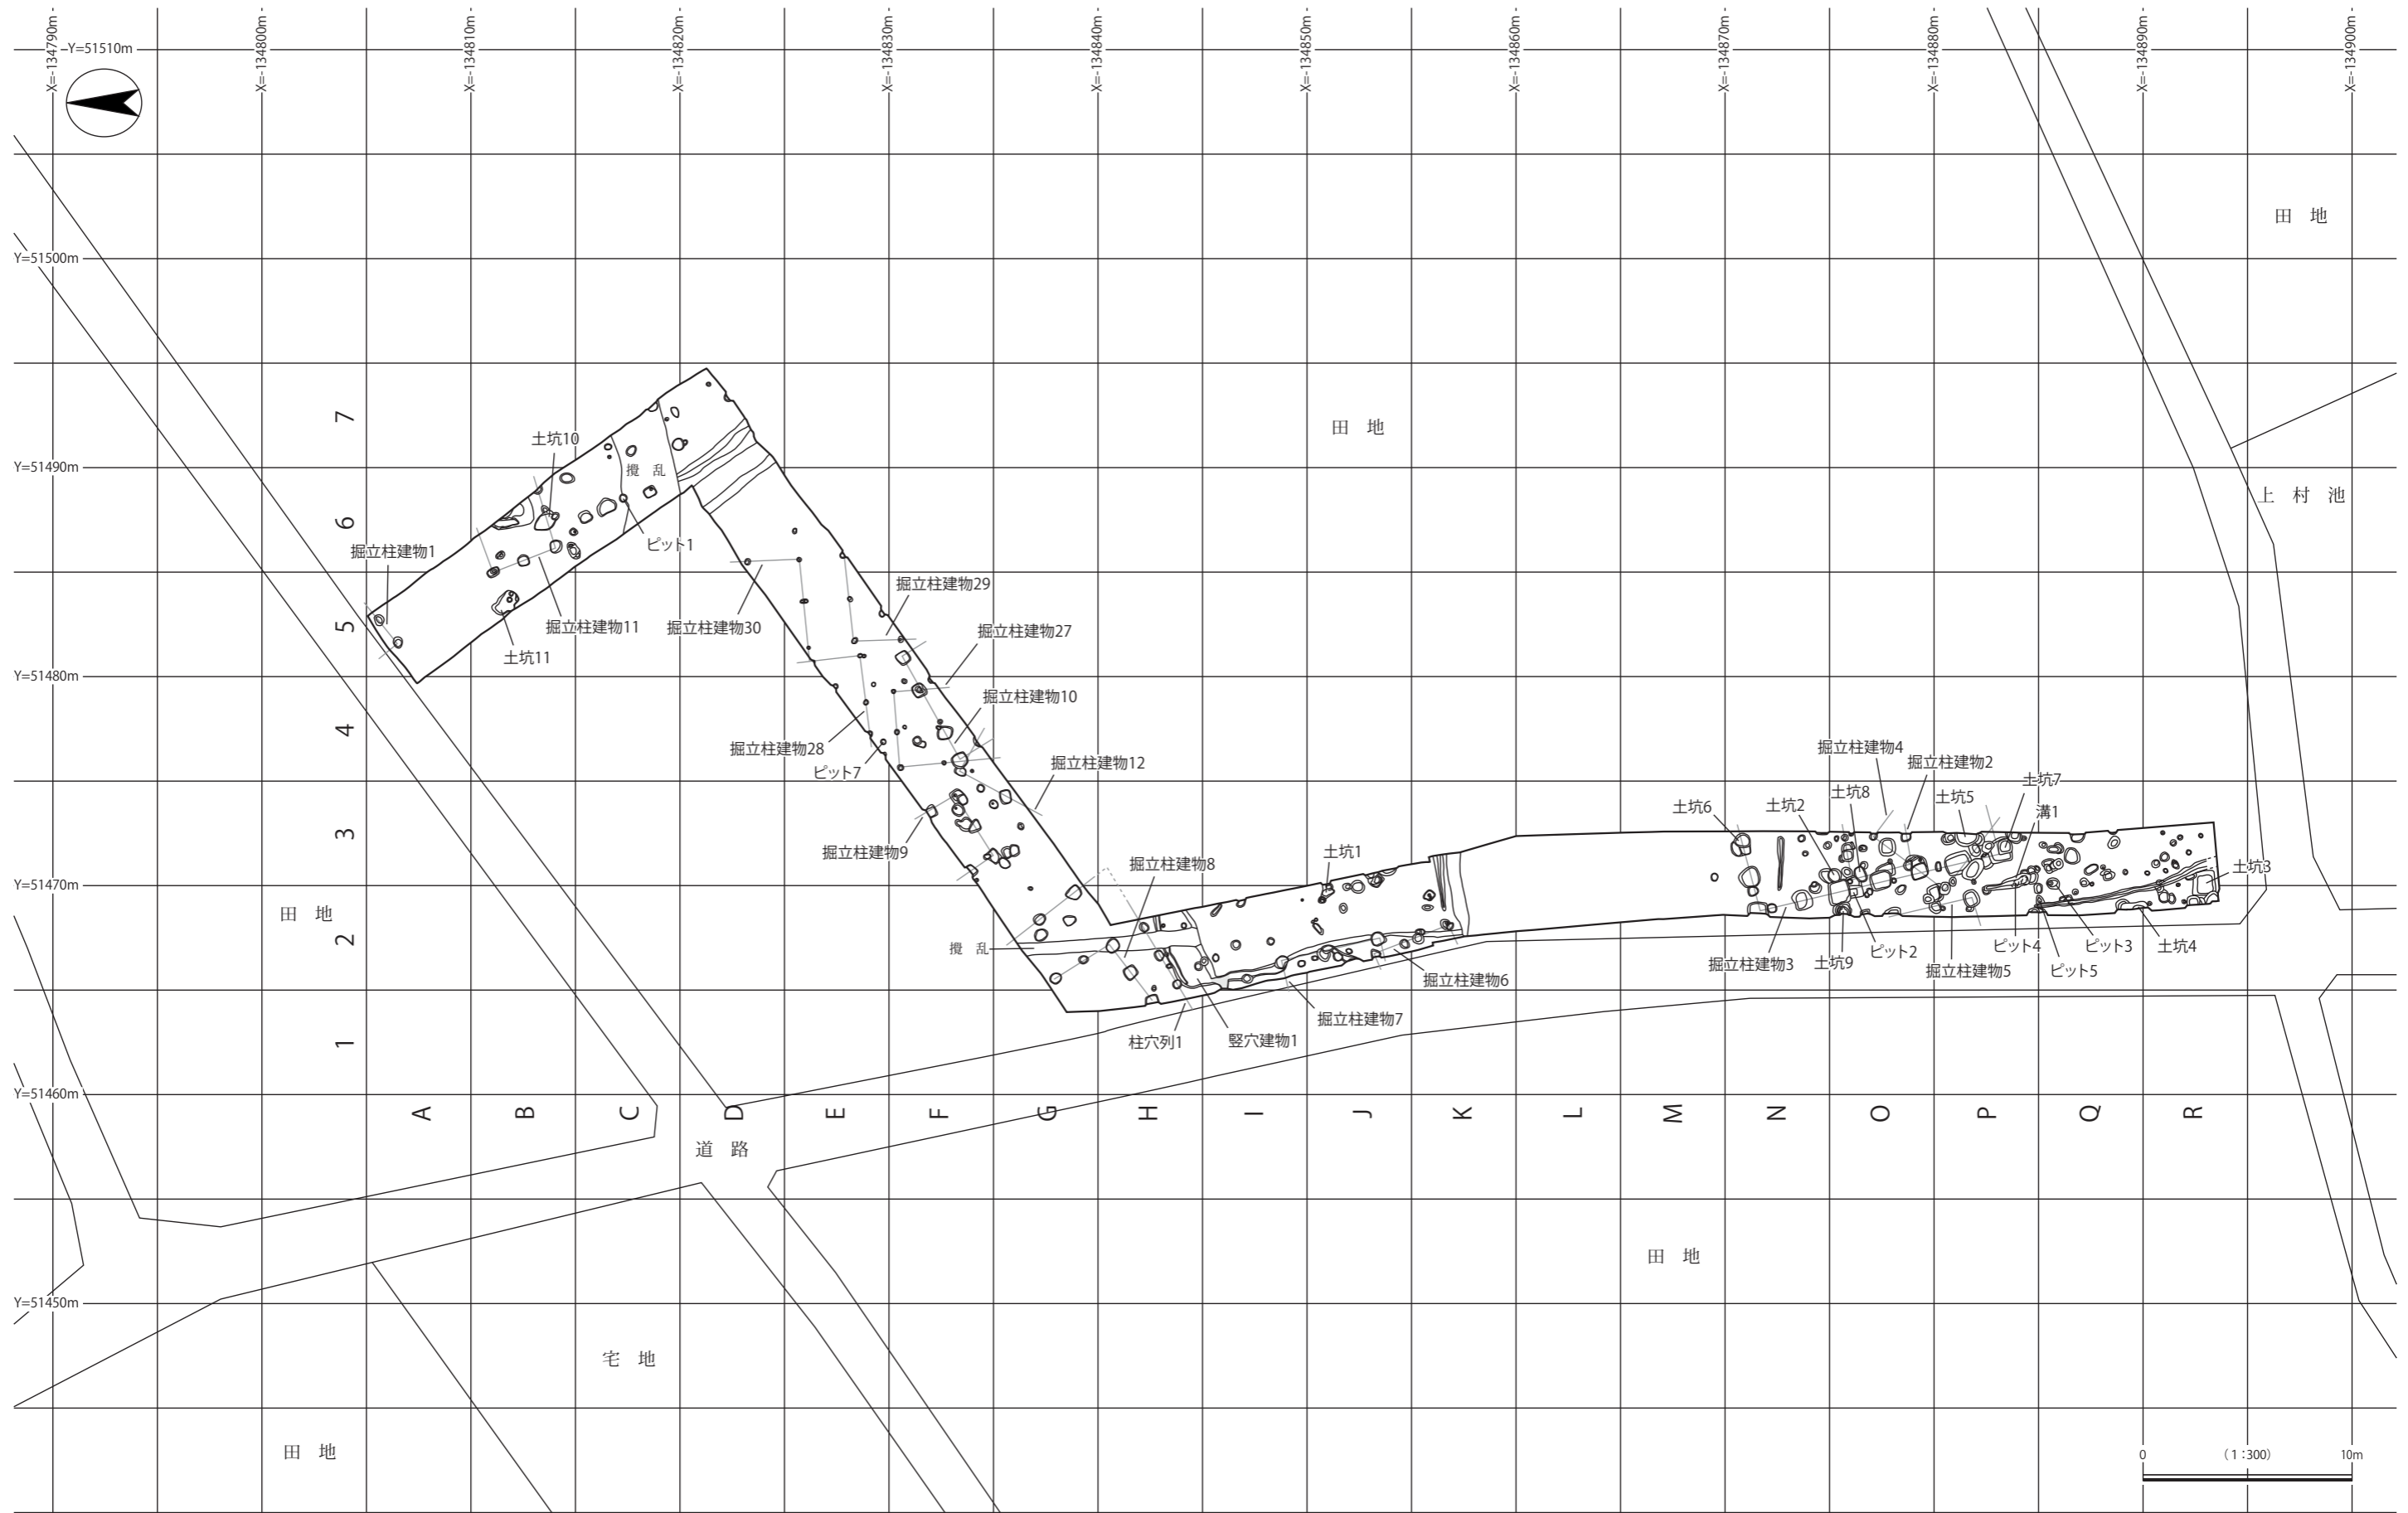 X=-134790m
X=-134800m
X=-134810m
X=-134820m
X=-134830m
X=-134840m
X=-134850m
X=-134860m
X=-134870m
X=-134880m
X=-134890m
X=-134900m
Y=51510m
田 地
Y=51500m
7
田 地
土坑10
Y=51490m
攪 乱
上 村 池
6
ピット1
掘立柱建物1
掘立柱建物29
5
掘立柱建物11
掘立柱建物30
掘立柱建物27
土坑11
Y=51480m
掘立柱建物10
4
掘立柱建物28
掘立柱建物4
掘立柱建物12
掘立柱建物2
ピット7
土坑7
土坑8
土坑5
土坑6
土坑2
溝1
3
掘立柱建物9
土坑1
掘立柱建物8
土坑3
Y=51470m
田 地
2
攪 乱
ピット4
ピット3
土坑4
ピット2
掘立柱建物3
土坑9
掘立柱建物5
ピット5
掘立柱建物6
掘立柱建物7
1
柱穴列1
竪穴建物1
Y=51460m
A
B
C
D
E
F
G
H
I
J
K
L
M
N
O
P
Q
R
道 路
田 地
Y=51450m
宅 地
田 地
0
(1:300)
10m